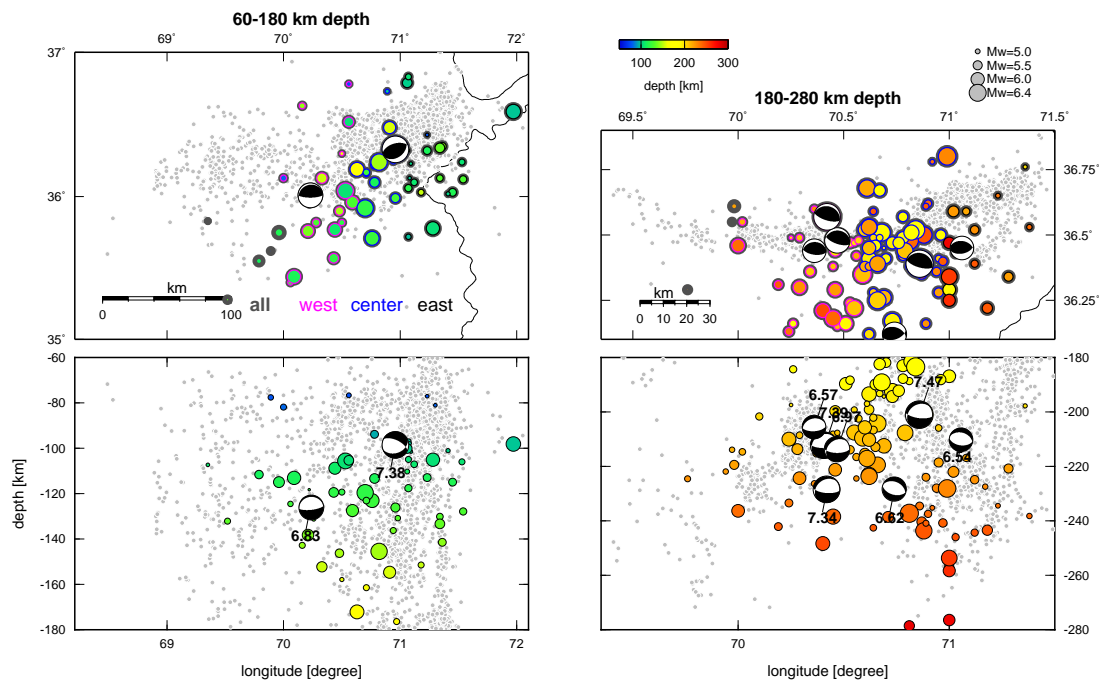 60-180 km depth
69˚ 70˚ 71˚ 72˚
37˚
36˚
35˚
km
0 100
all west center east
-60
-80
-100
-120
-140
-160
-180
depth [km]
7.38
6.83
69 70 71 72
longitude [degree]
100 200 300
depth [km]
Mw=5.0
Mw=5.5
Mw=6.0
Mw=6.4
180-280 km depth
69.5˚ 70˚ 70.5˚ 71˚ 71.5˚
36.75˚
36.5˚
36.25˚
km
0 10 20 30
-180
-200
-220
-240
-260
-280
7.47
6.57
7.39
6.97
6.54
7.34
6.62
70 71
longitude [degree]